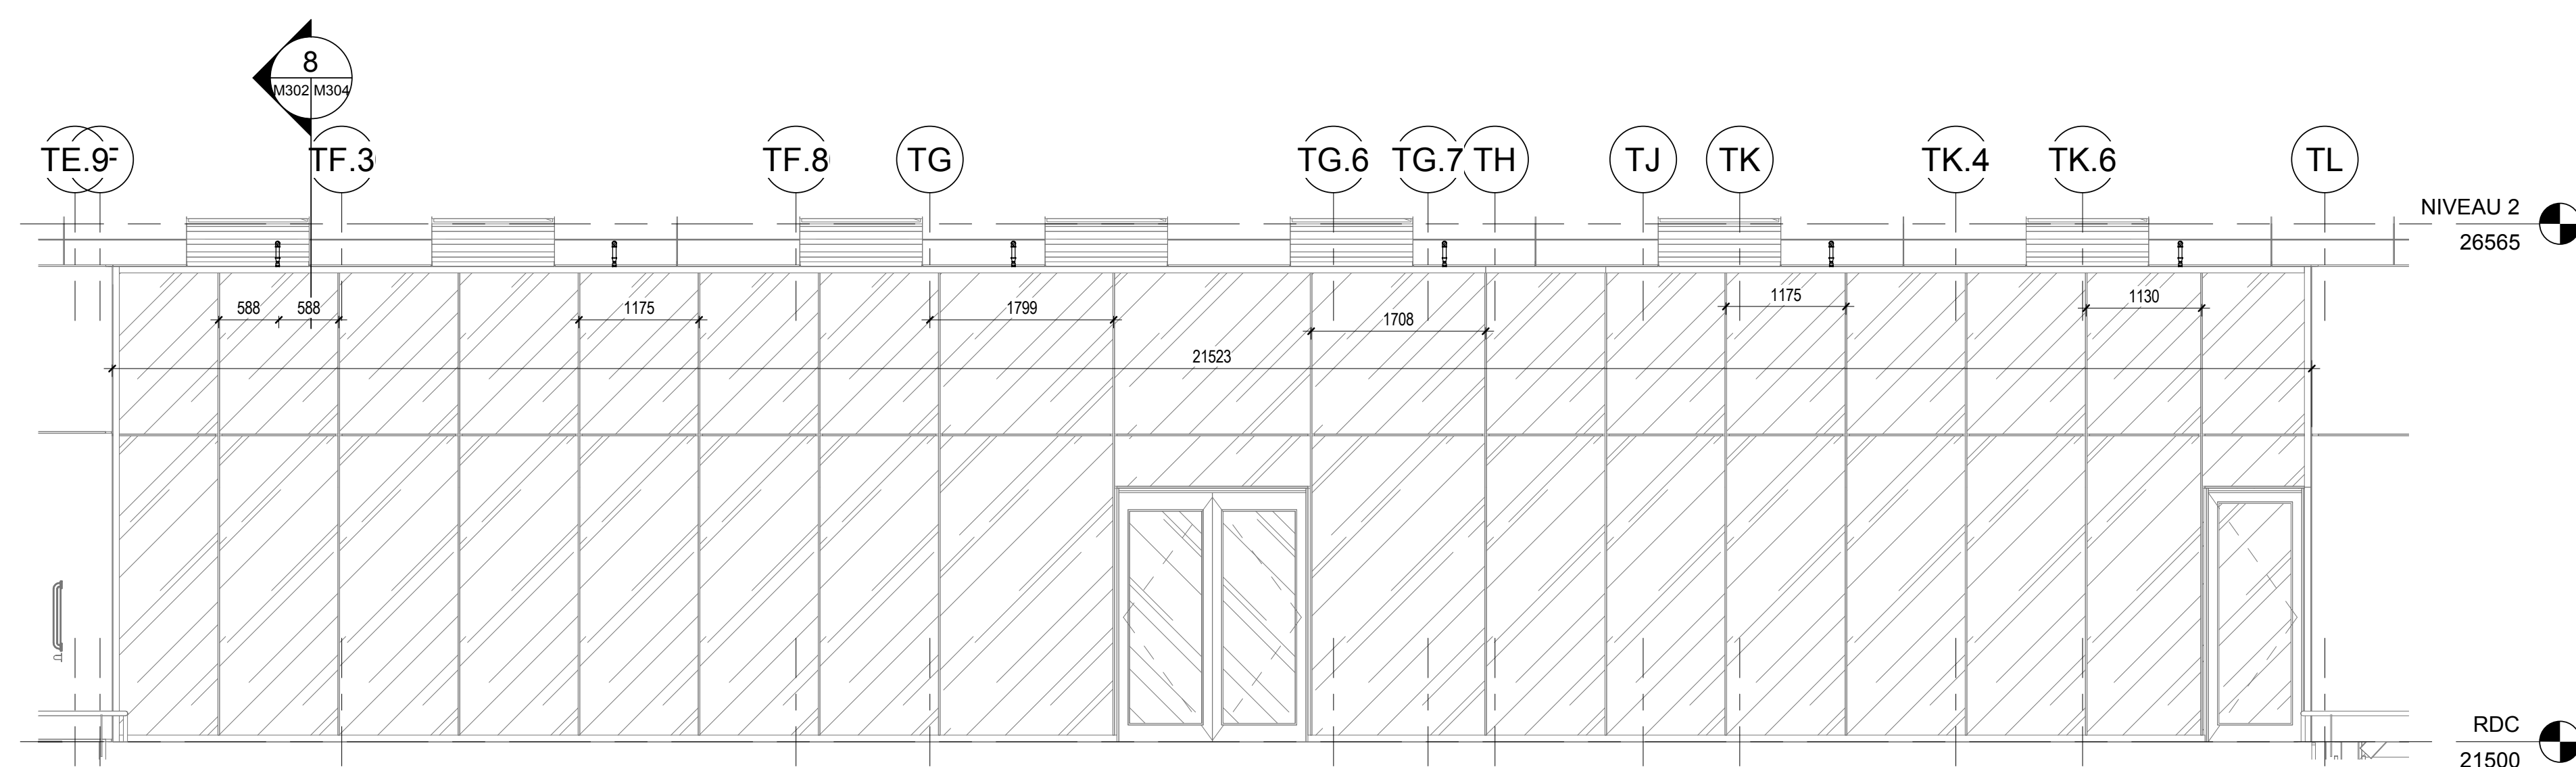 8
M302 M304
TE.9
TF.3
TF.8
TG
TG.6
TG.7
TH
TJ
TK
TK.4
TK.6
TL
NIVEAU 2
26565
588
588
1175
1799
1708
1175
1130
21523
RDC
21500